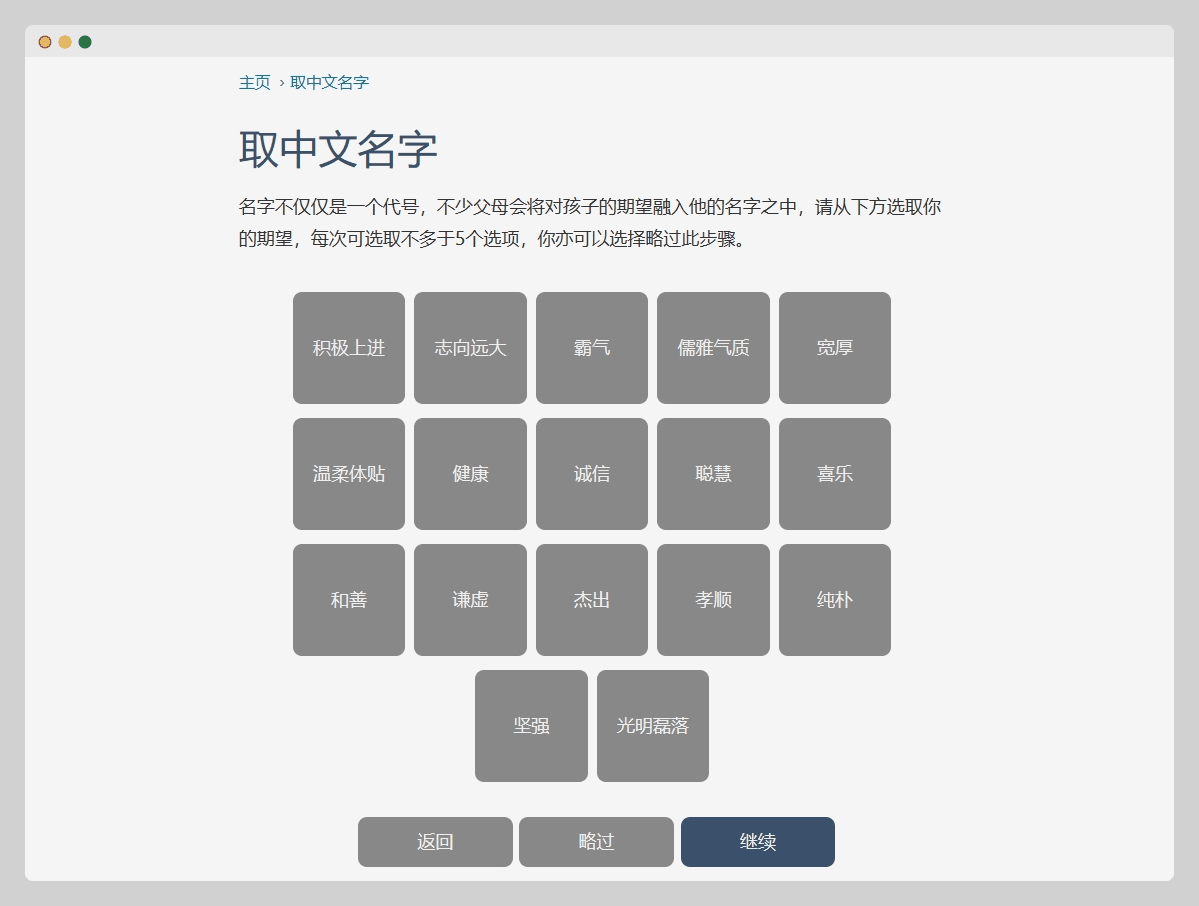 主页 › 取中文名字
取中文名字
名字不仅仅是一个代号，不少父母会将对孩子的期望融入他的名字之中，请从下方选取你
的期望，每次可选取不多于5个选项，你亦可以选择略过此步骤。
积极上进 志向远大 霸气 儒雅气质 宽厚
温柔体贴 健康 诚信 聪慧 喜乐
和善 谦虚 杰出 孝顺 纯朴
坚强 光明磊落
返回 略过 继续